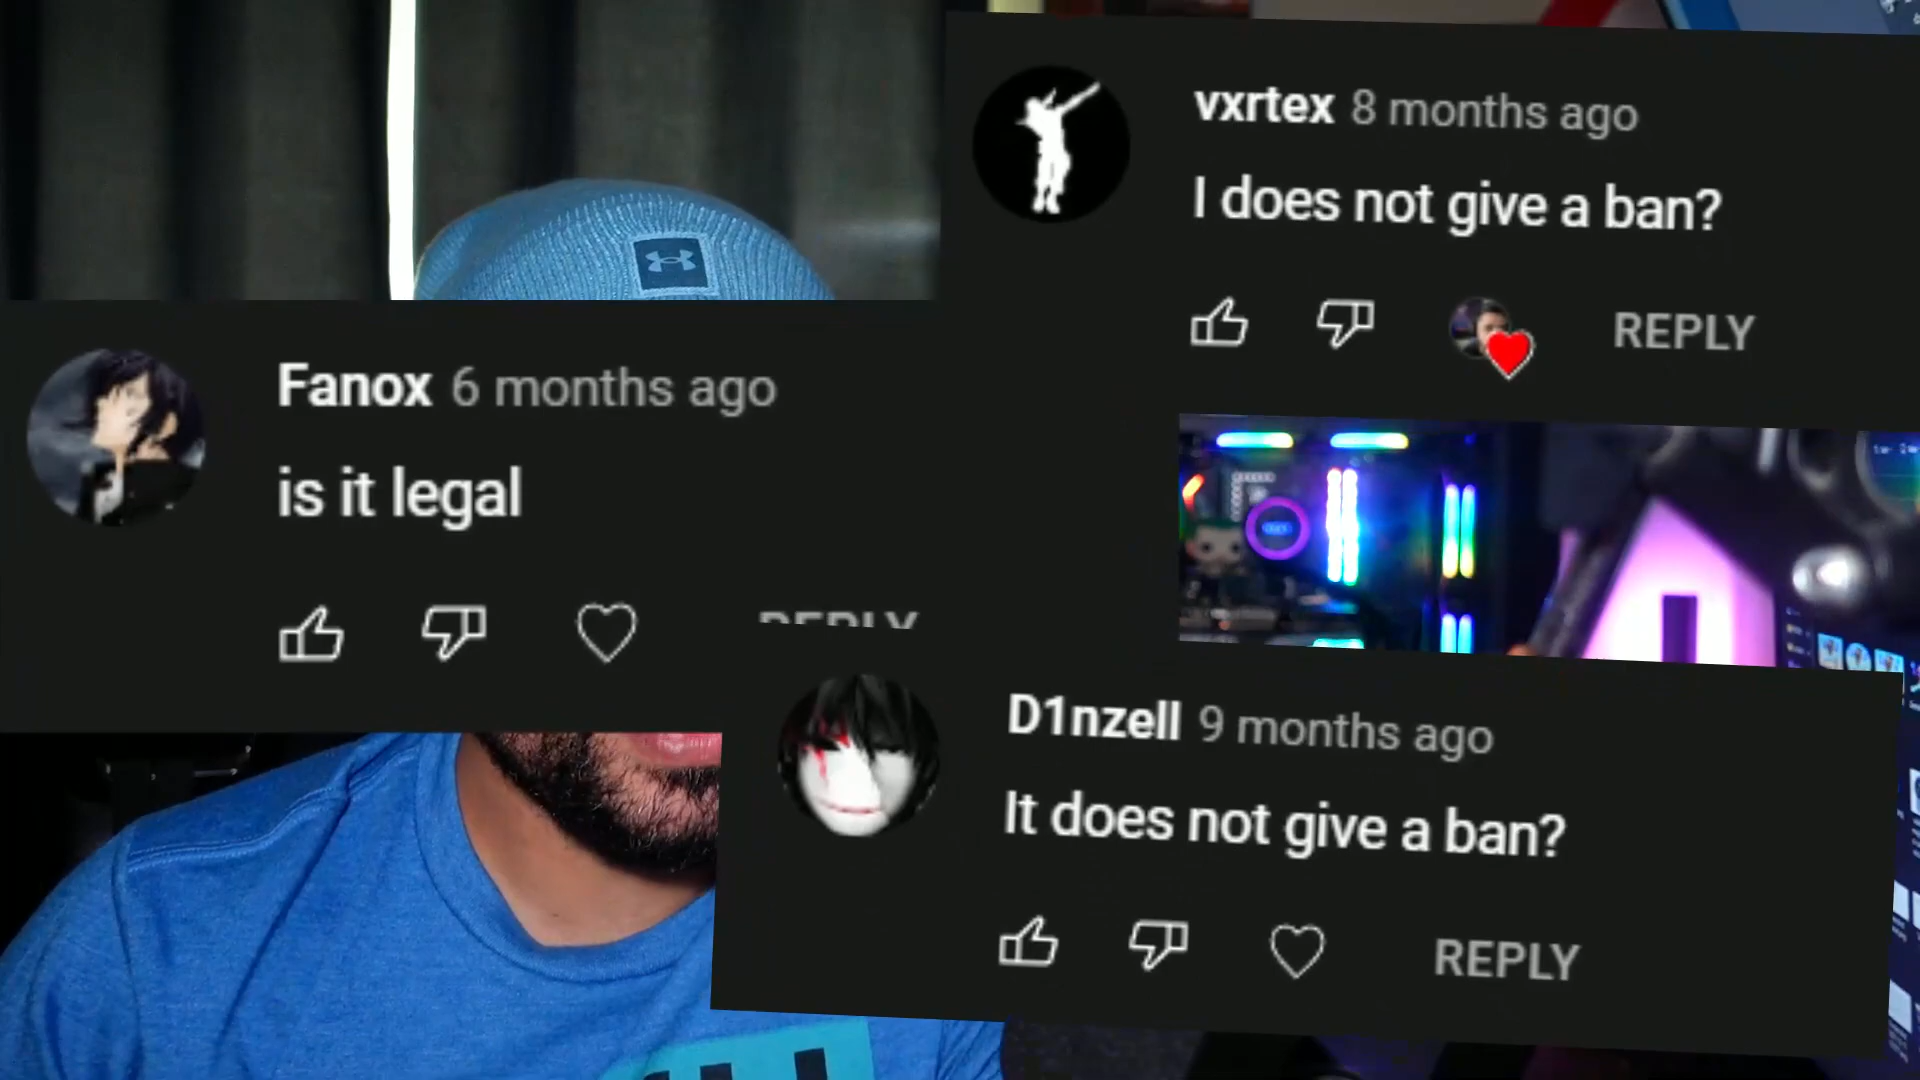 vxrtex 8 months ago
I does not give a ban?
REPLY
Fanox 6 months ago
is it legal
REPLY
D1nzell 9 months ago
It does not give a ban?
REPLY